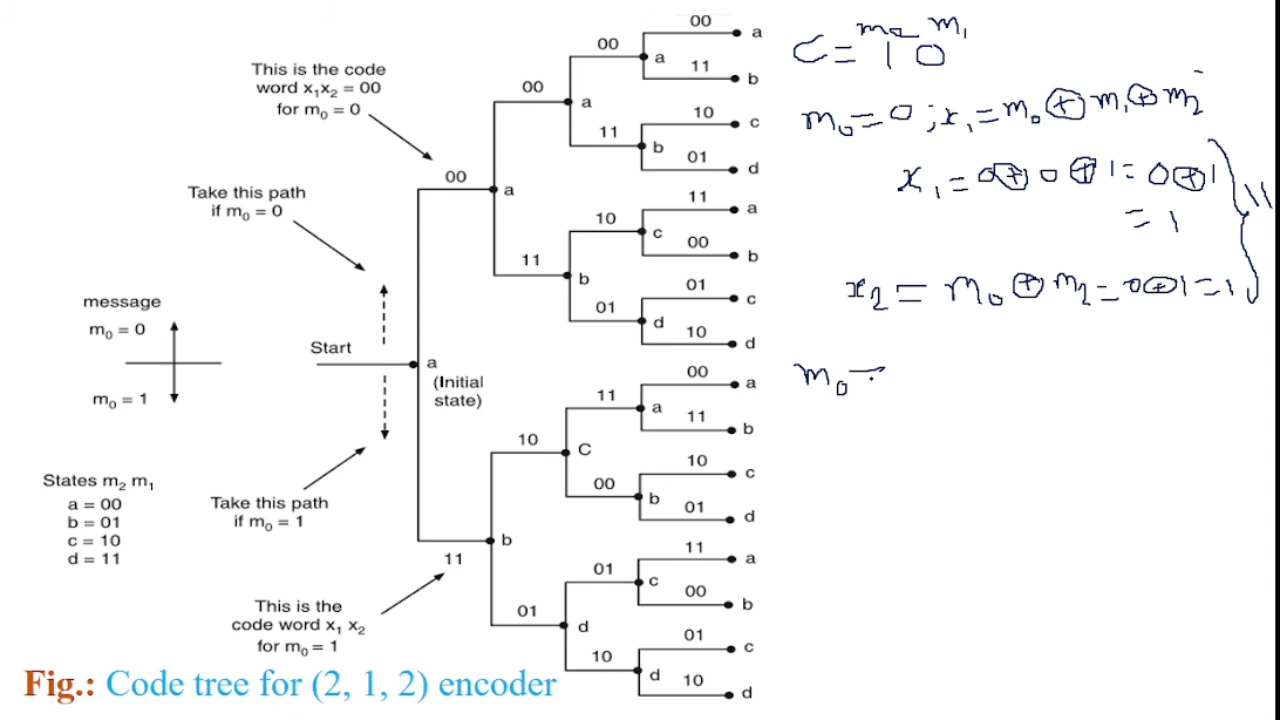 This is the code
word x₁x₂ = 00
for m₀ = 0
Take this path
if m₀ = 0
message
m₀ = 0
m₀ = 1
Start
a
(Initial
state)
States m₂ m₁
a = 00
b = 01
c = 10
d = 11
Take this path
if m₀ = 1
This is the
code word x₁ x₂
for m₀ = 1
00
a
11
b
00
a
11
b
10
C
01
d
00
a
11
b
10
c
01
d
11
a
00
b
01
c
10
d
00 a
11 b
10 c
01 d
11 a
00 b
01 c
10 d
00 a
11 b
10 c
01 d
11 a
00 b
01 c
10 d
m₂ m₁
C = 1 0
m₀ = 0 ; x₁ = m₀ ⊕ m₁ ⊕ m₂
x₁ = 0 ⊕ 0 ⊕ 1 = 0 ⊕ 1
= 1
11
x₂ = m₀ ⊕ m₂ = 0 ⊕ 1 = 1
m₀ =
Fig.: Code tree for (2, 1, 2) encoder